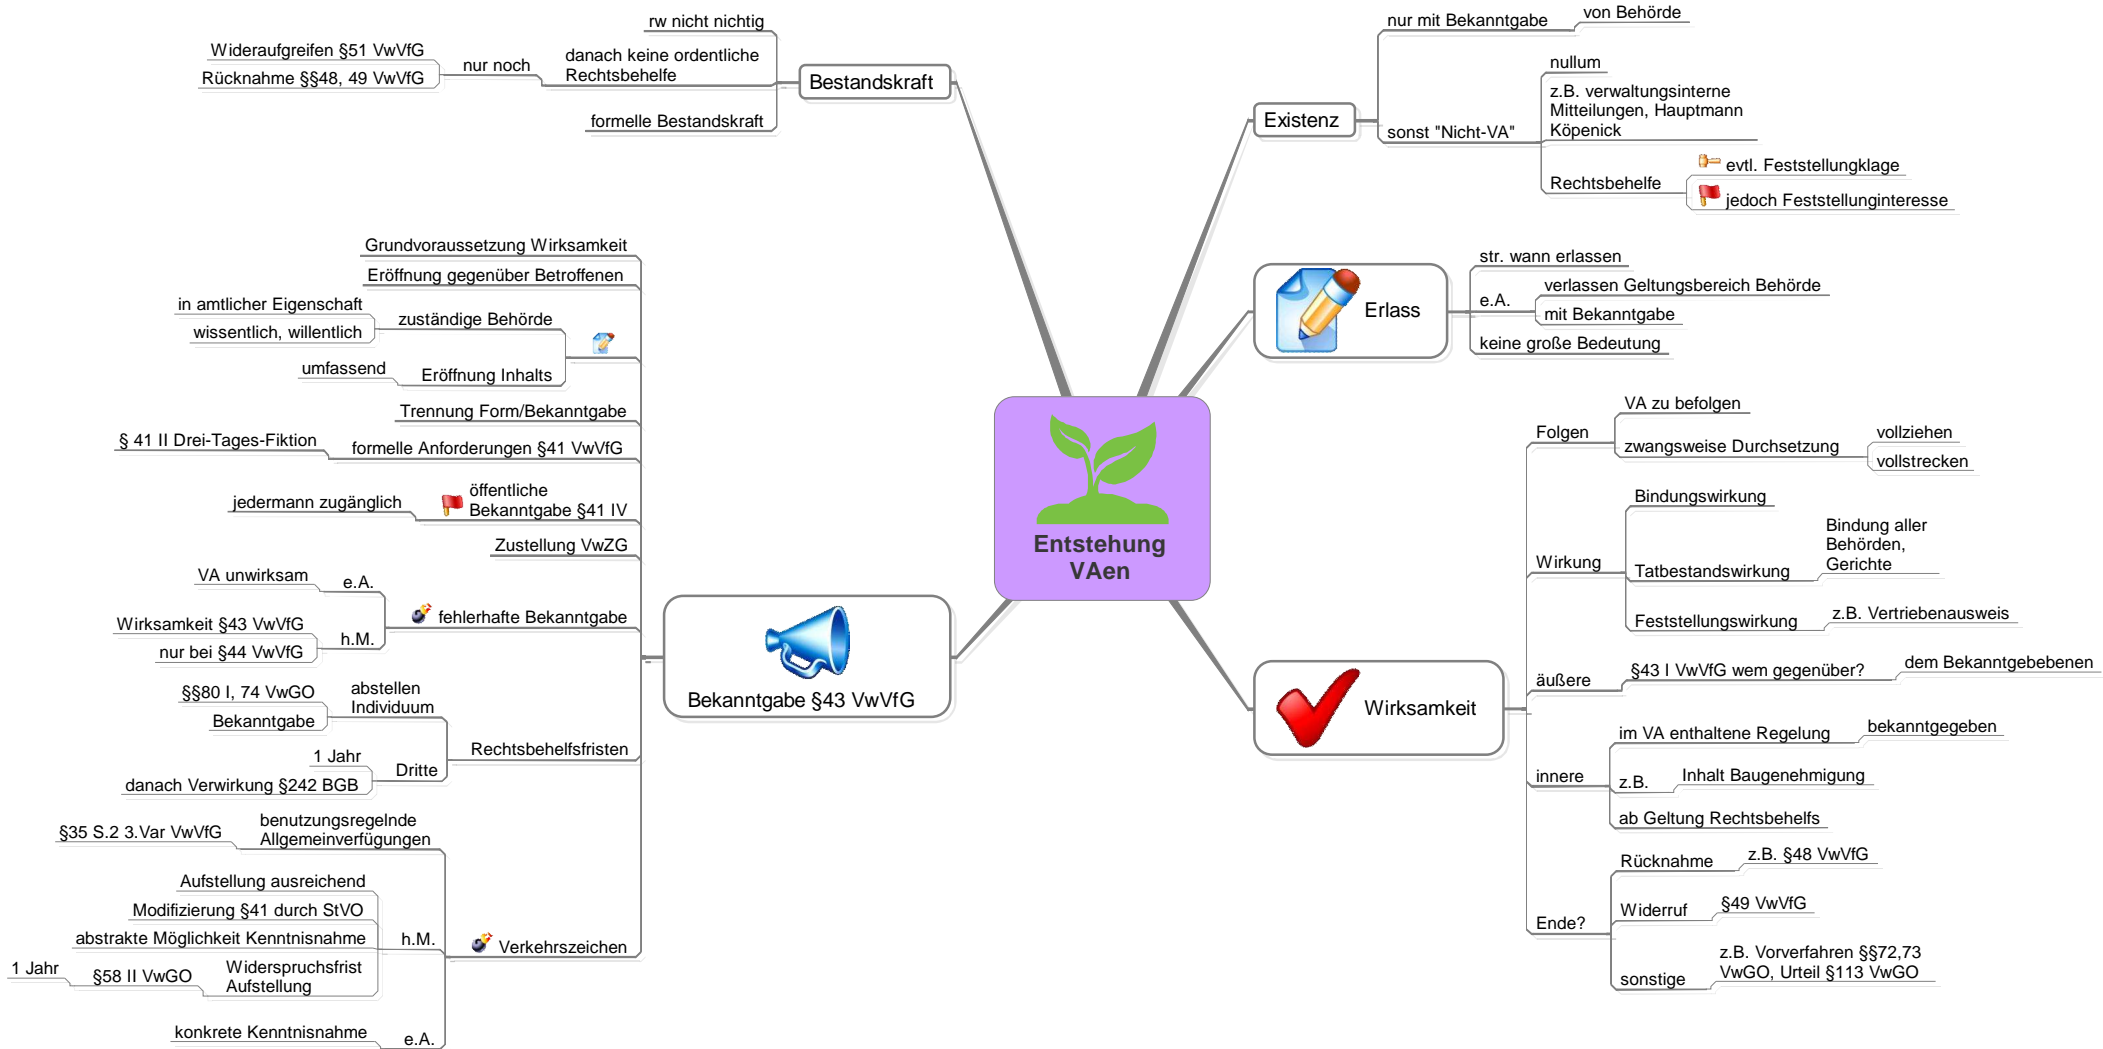 Entstehung
VAen
Existenz
nur mit Bekanntgabe
von Behörde
sonst "Nicht-VA"
nullum
z.B. verwaltungsinterne
Mitteilungen, Hauptmann
Köpenick
Rechtsbehelfe
evtl. Feststellungklage
jedoch Feststellunginteresse
Erlass
str. wann erlassen
e.A.
verlassen Geltungsbereich Behörde
mit Bekanntgabe
keine große Bedeutung
Wirksamkeit
Folgen
VA zu befolgen
zwangsweise Durchsetzung
vollziehen
vollstrecken
Wirkung
Bindungswirkung
Tatbestandswirkung
Bindung aller
Behörden,
Gerichte
Feststellungswirkung
z.B. Vertriebenausweis
äußere
§43 I VwVfG wem gegenüber?
dem Bekanntgebebenen
innere
im VA enthaltene Regelung
bekanntgegeben
z.B.
Inhalt Baugenehmigung
ab Geltung Rechtsbehelfs
Ende?
Rücknahme
z.B. §48 VwVfG
Widerruf
§49 VwVfG
sonstige
z.B. Vorverfahren §§72,73
VwGO, Urteil §113 VwGO
Bestandskraft
rw nicht nichtig
danach keine ordentliche
Rechtsbehelfe
nur noch
Wideraufgreifen §51 VwVfG
Rücknahme §§48, 49 VwVfG
formelle Bestandskraft
Bekanntgabe §43 VwVfG
Grundvoraussetzung Wirksamkeit
Eröffnung gegenüber Betroffenen
zuständige Behörde
in amtlicher Eigenschaft
wissentlich, willentlich
Eröffnung Inhalts
umfassend
Trennung Form/Bekanntgabe
formelle Anforderungen §41 VwVfG
§ 41 II Drei-Tages-Fiktion
öffentliche
Bekanntgabe §41 IV
jedermann zugänglich
Zustellung VwZG
fehlerhafte Bekanntgabe
e.A.
VA unwirksam
h.M.
Wirksamkeit §43 VwVfG
nur bei §44 VwVfG
Rechtsbehelfsfristen
abstellen
Individuum
§§80 I, 74 VwGO
Bekanntgabe
Dritte
1 Jahr
danach Verwirkung §242 BGB
Verkehrszeichen
benutzungsregelnde
Allgemeinverfügungen
§35 S.2 3.Var VwVfG
h.M.
Aufstellung ausreichend
Modifizierung §41 durch StVO
abstrakte Möglichkeit Kenntnisnahme
Widerspruchsfrist
Aufstellung
§58 II VwGO
1 Jahr
e.A.
konkrete Kenntnisnahme